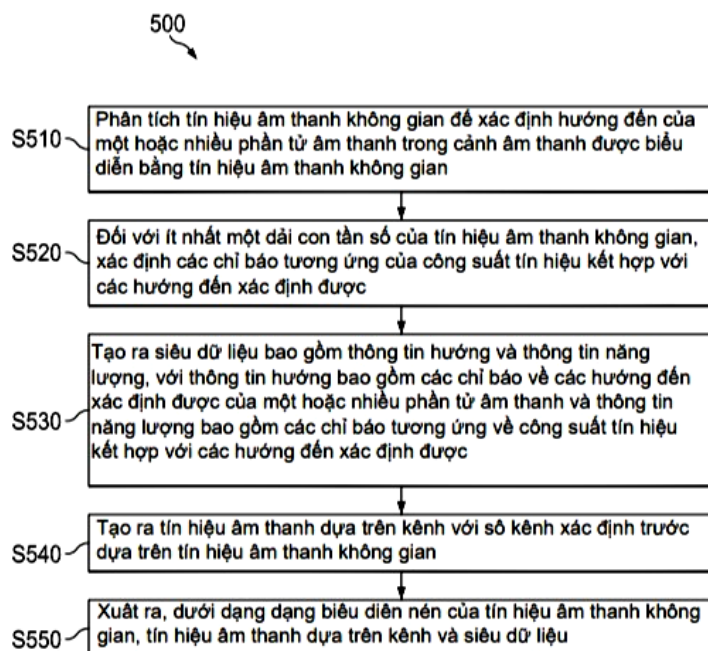 500
S510
Phân tích tín hiệu âm thanh không gian để xác định hướng đến của
một hoặc nhiều phần tử âm thanh trong cảnh âm thanh được biểu
diễn bằng tín hiệu âm thanh không gian
S520
Đối với ít nhất một dải con tần số của tín hiệu âm thanh không gian,
xác định các chỉ báo tương ứng của công suất tín hiệu kết hợp với
các hướng đến xác định được
S530
Tạo ra siêu dữ liệu bao gồm thông tin hướng và thông tin năng
lượng, với thông tin hướng bao gồm các chỉ báo về các hướng đến
xác định được của một hoặc nhiều phần tử âm thanh và thông tin
năng lượng bao gồm các chỉ báo tương ứng về công suất tín hiệu
kết hợp với các hướng đến xác định được
S540
Tạo ra tín hiệu âm thanh dựa trên kênh với số kênh xác định trước
dựa trên tín hiệu âm thanh không gian
S550
Xuất ra, dưới dạng dạng biểu diễn nén của tín hiệu âm thanh không
gian, tín hiệu âm thanh dựa trên kênh và siêu dữ liệu